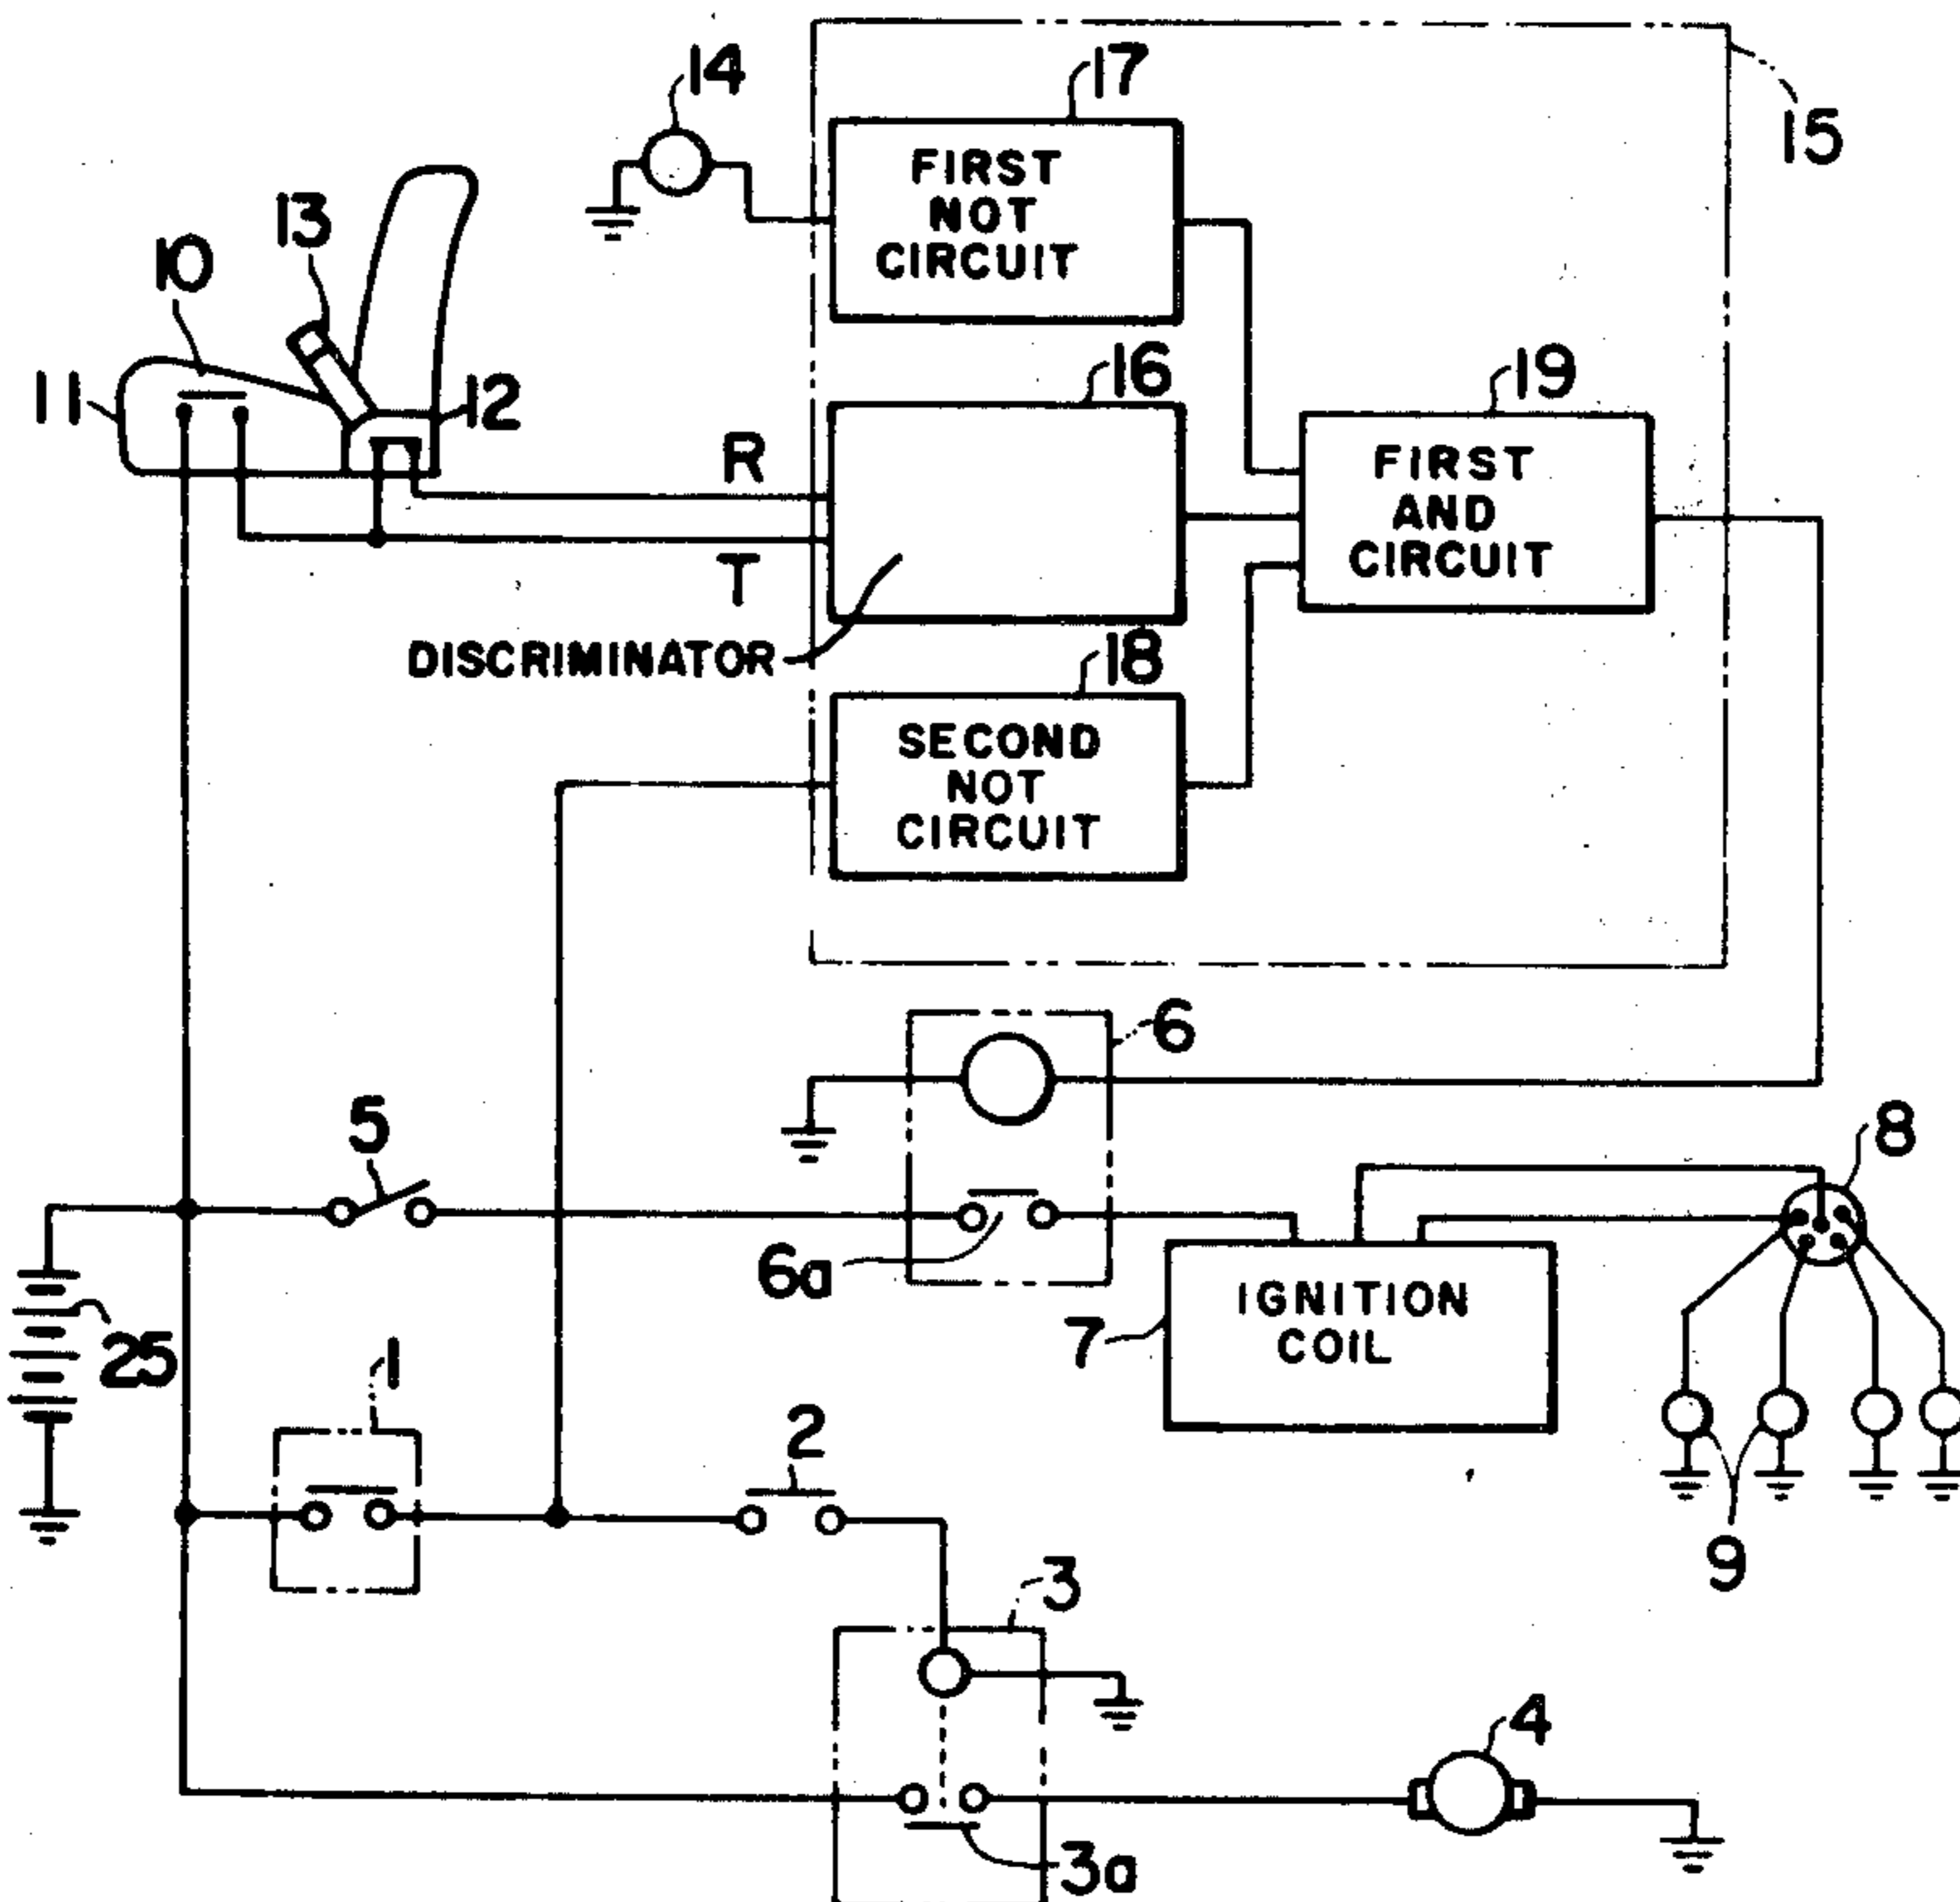 14
17
15
FIRST
NOT
CIRCUIT
13
10
11
12
16
19
R
T
FIRST
AND
CIRCUIT
DISCRIMINATOR
18
SECOND
NOT
CIRCUIT
6
5
8
6a
25
1
7
IGNITION
COIL
2
9
3
4
3a